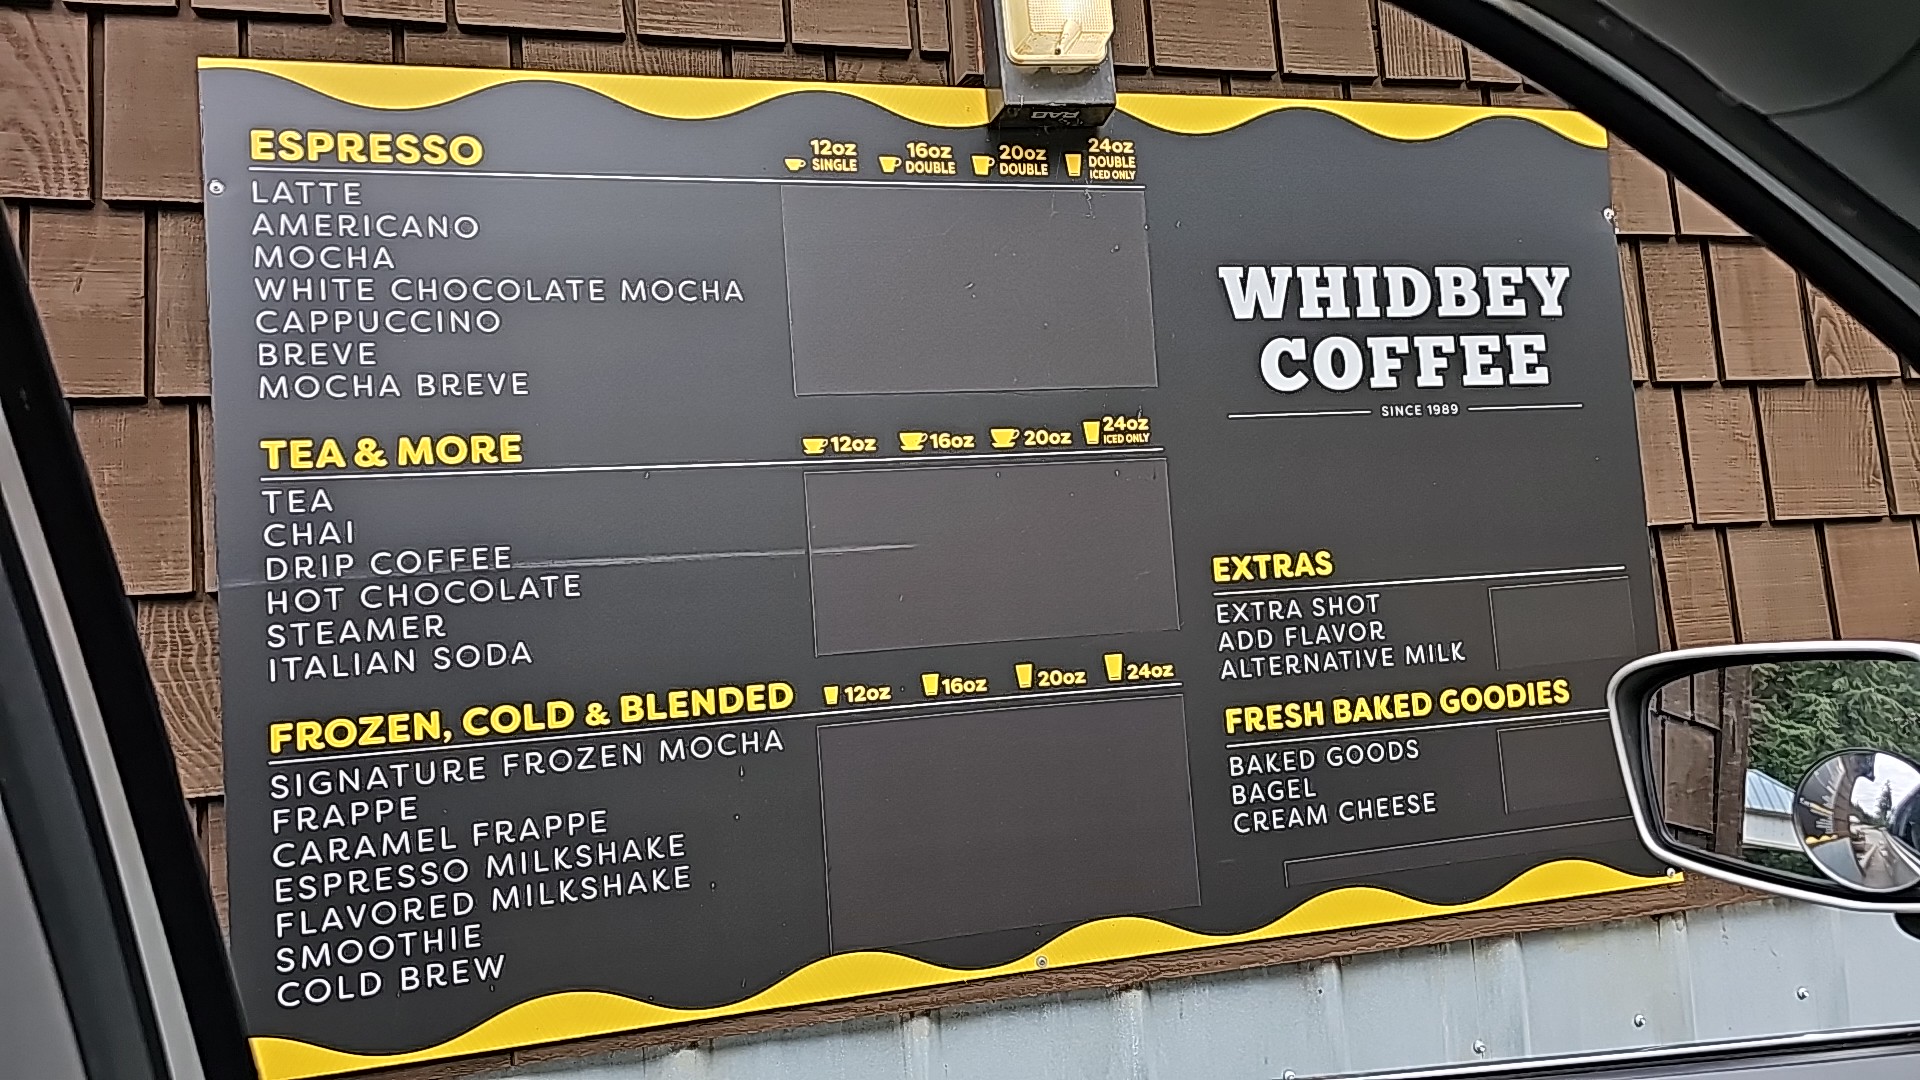 ESPRESSO
12oz SINGLE
16oz DOUBLE
20oz DOUBLE
24oz DOUBLE ICED ONLY
LATTE
AMERICANO
MOCHA
WHITE CHOCOLATE MOCHA
CAPPUCCINO
BREVE
MOCHA BREVE
TEA & MORE
12oz
16oz
20oz
24oz ICED ONLY
TEA
CHAI
DRIP COFFEE
HOT CHOCOLATE
STEAMER
ITALIAN SODA
FROZEN, COLD & BLENDED
12oz
16oz
20oz
24oz
SIGNATURE FROZEN MOCHA
FRAPPE
CARAMEL FRAPPE
ESPRESSO MILKSHAKE
FLAVORED MILKSHAKE
SMOOTHIE
COLD BREW
WHIDBEY
COFFEE
SINCE 1989
EXTRAS
EXTRA SHOT
ADD FLAVOR
ALTERNATIVE MILK
FRESH BAKED GOODIES
BAKED GOODS
BAGEL
CREAM CHEESE
RAB